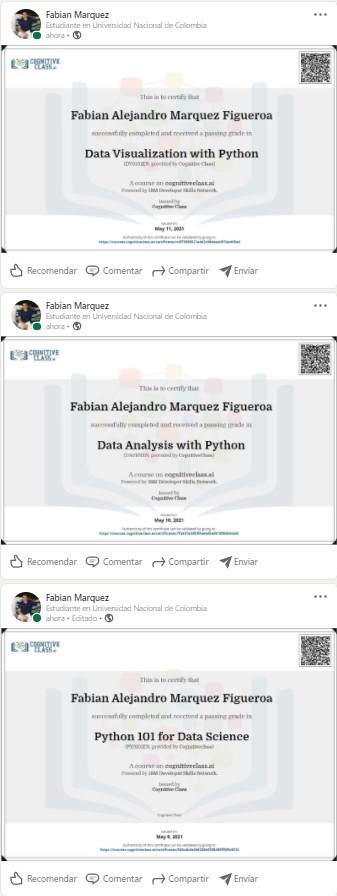 Fabian Marquez
Estudiante en Universidad Nacional de Colombia
ahora •
COGNITIVE
CLASS.ai
This is to certify that
Fabian Alejandro Marquez Figueroa
successfully completed and received a passing grade in
Data Visualization with Python
provided by Cognitive Class)
A course on cognitiveclass.ai
Powered by IBM Developer Skills Network.
Issued by
Cognitive Class
Issued on
May 11, 2021
Authenticity of this certificate can be validated by going to:
Recomendar Comentar Compartir Enviar
Fabian Marquez
Estudiante en Universidad Nacional de Colombia
ahora •
COGNITIVE
CLASS.ai
This is to certify that
Fabian Alejandro Marquez Figueroa
successfully completed and received a passing grade in
Data Analysis with Python
provided by CognitiveClass)
A course on cognitiveclass.ai
Powered by IBM Developer Skills Network.
Issued by
Cognitive Class
Issued on
May 10, 2021
Authenticity of this certificate can be validated by going to:
Recomendar Comentar Compartir Enviar
Fabian Marquez
Estudiante en Universidad Nacional de Colombia
ahora • Editado •
COGNITIVE
CLASS.ai
This is to certify that
Fabian Alejandro Marquez Figueroa
successfully completed and received a passing grade in
Python 101 for Data Science
provided by Cognitiveclass)
A course on cognitiveclass.ai
Powered by IBM Developer Skills Network.
Issued by
Cognitive Class
Cognitive Class
Issued on
May 9, 2021
Authenticity of this certificate can be validated by going to:
Recomendar Comentar Compartir Enviar